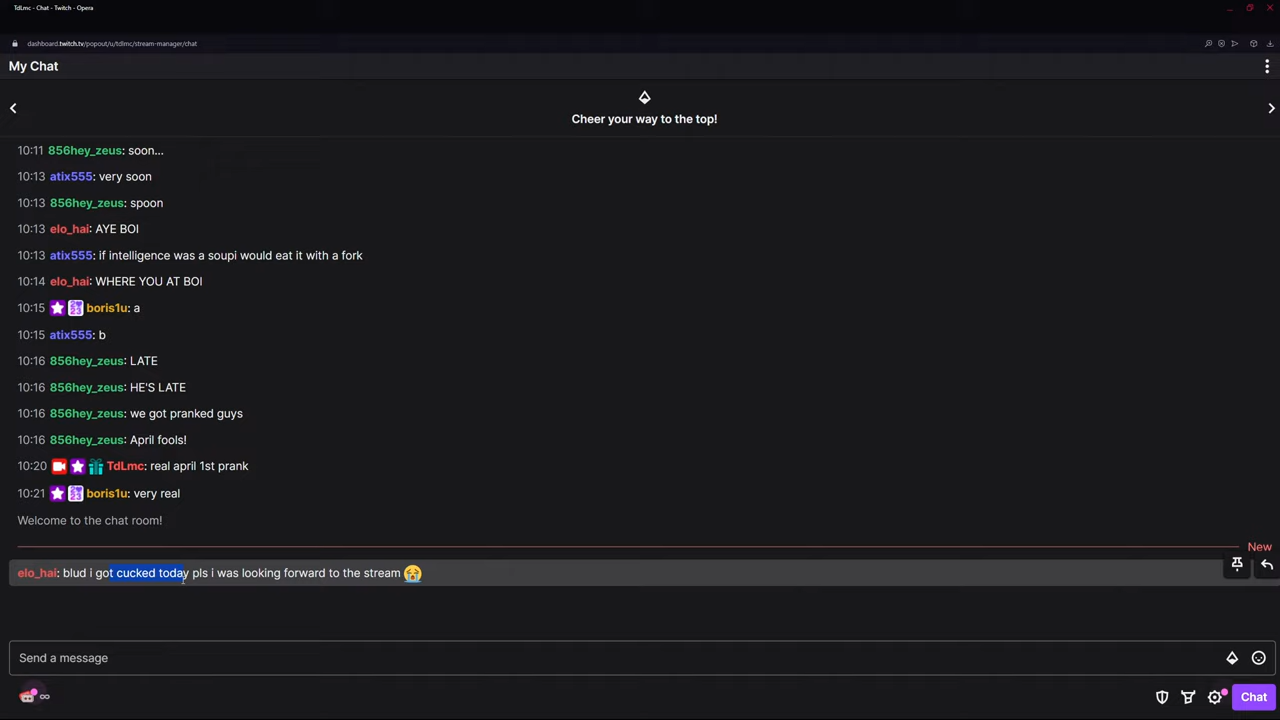 TdLmc - Chat - Twitch - Opera
dashboard.twitch.tv/popout/u/tdlmc/stream-manager/chat
My Chat
Cheer your way to the top!
10:11 856hey_zeus: soon...
10:13 atix555: very soon
10:13 856hey_zeus: spoon
10:13 elo_hai: AYE BOI
10:13 atix555: if intelligence was a soupi would eat it with a fork
10:14 elo_hai: WHERE YOU AT BOI
10:15 boris1u: a
10:15 atix555: b
10:16 856hey_zeus: LATE
10:16 856hey_zeus: HE'S LATE
10:16 856hey_zeus: we got pranked guys
10:16 856hey_zeus: April fools!
10:20 TdLmc: real april 1st prank
10:21 boris1u: very real
Welcome to the chat room!
New
elo_hai: blud i got cucked today pls i was looking forward to the stream 😭
Send a message
Chat